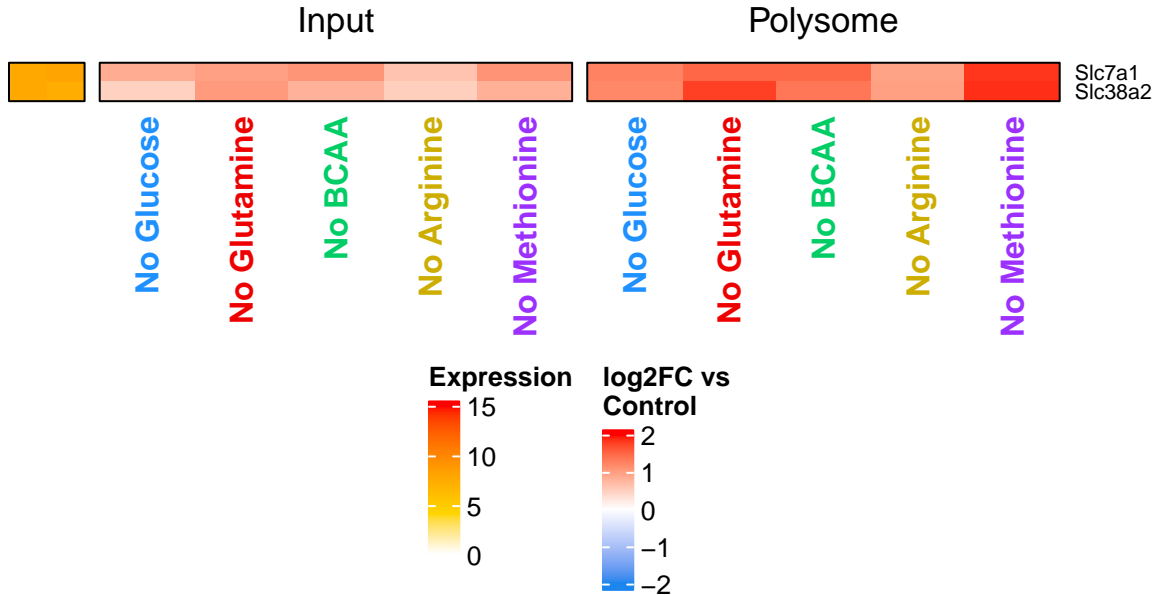 Input
Polysome
Slc7a1
Slc38a2
No Glucose
No Glutamine
No BCAA
No Arginine
No Methionine
No Glucose
No Glutamine
No BCAA
No Arginine
No Methionine
Expression
15
10
5
0
log2FC vs
Control
2
1
0
−1
−2